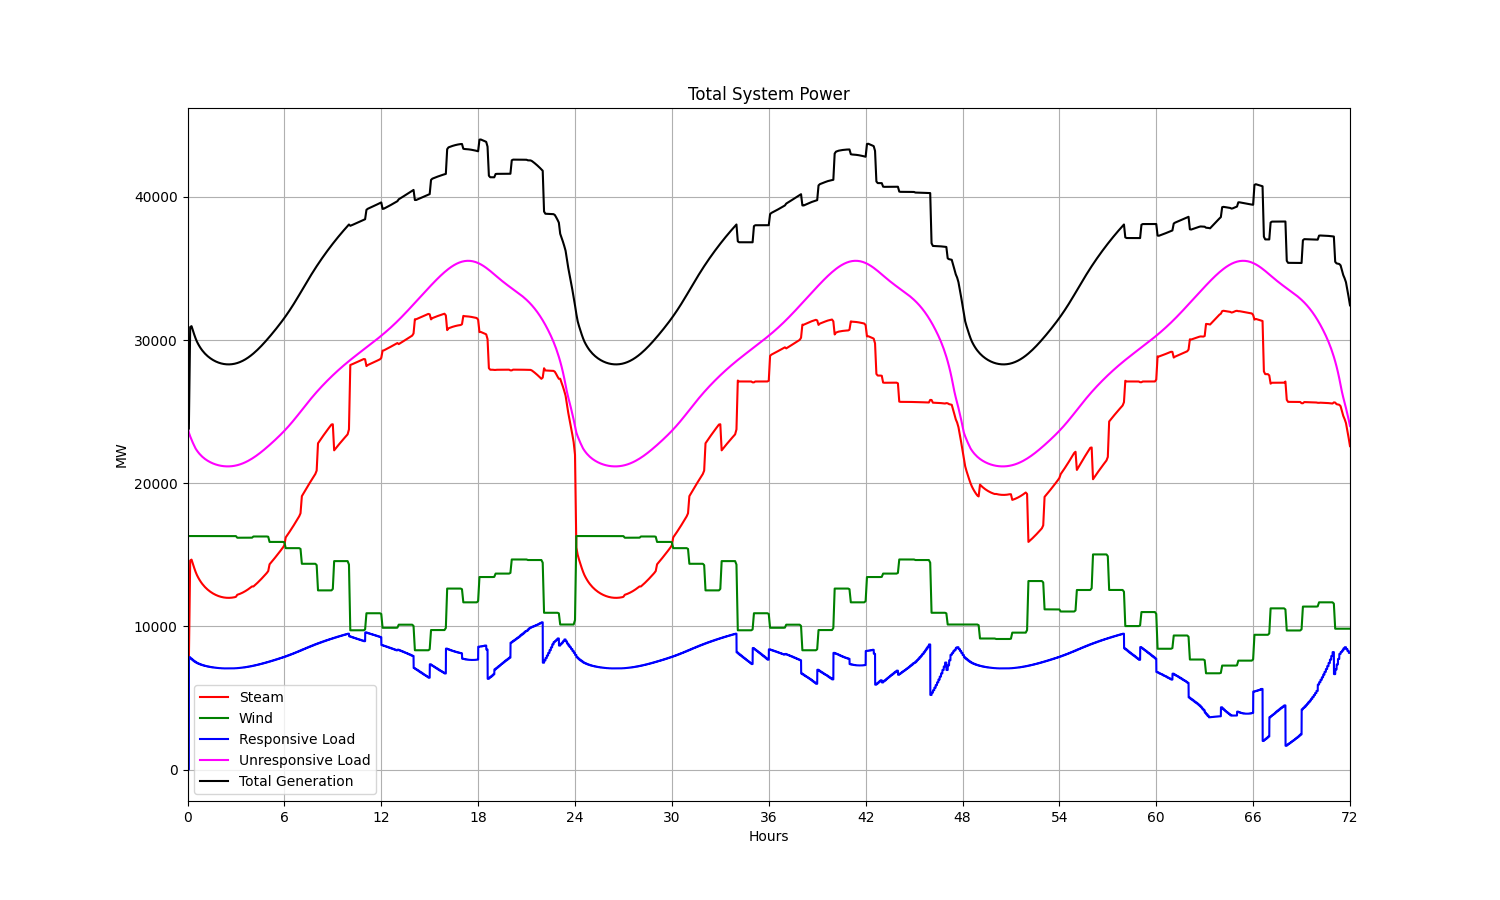 Total System Power
MW
40000
30000
20000
10000
0
Steam
Wind
Responsive Load
Unresponsive Load
Total Generation
0 6 12 18 24 30 36 42 48 54 60 66 72
Hours